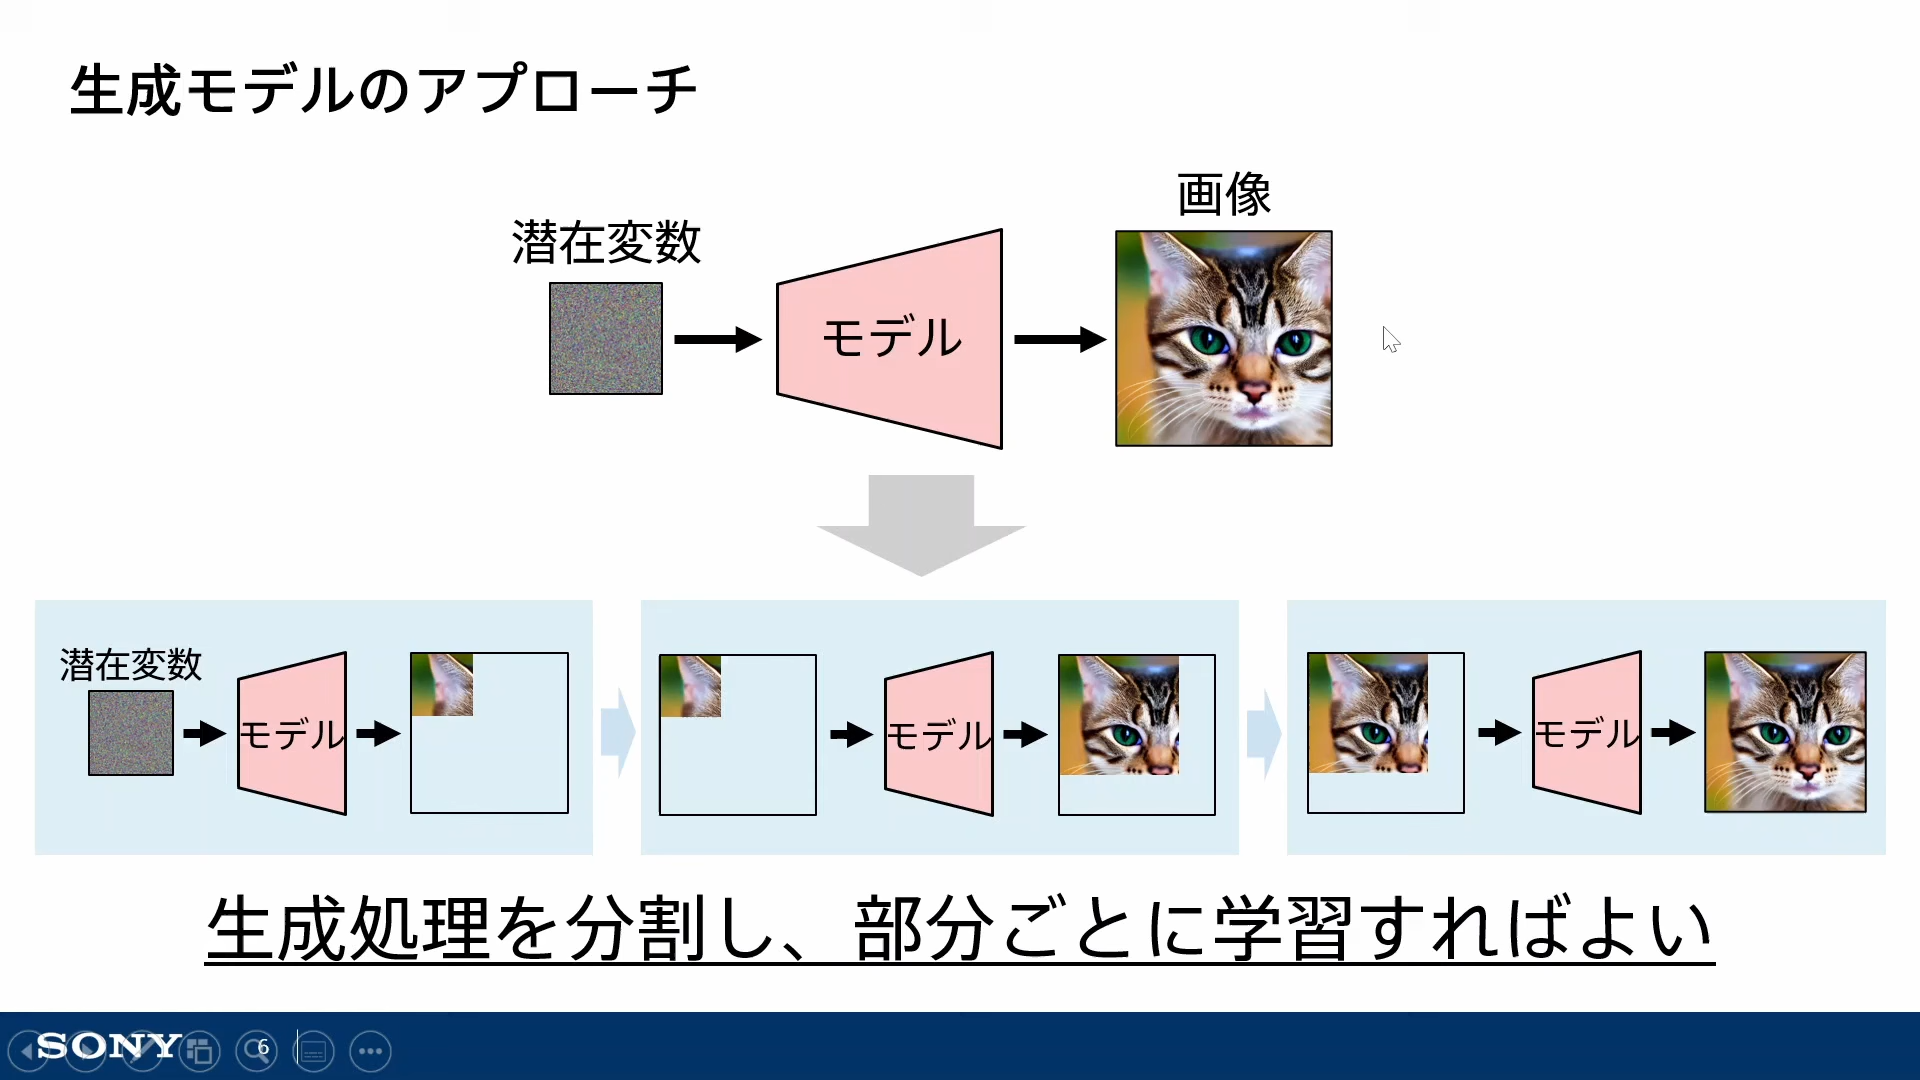 生成モデルのアプローチ
潜在変数
モデル
画像
潜在変数
モデル
モデル
モデル
生成処理を分割し、部分ごとに学習すればよい
SONY
6